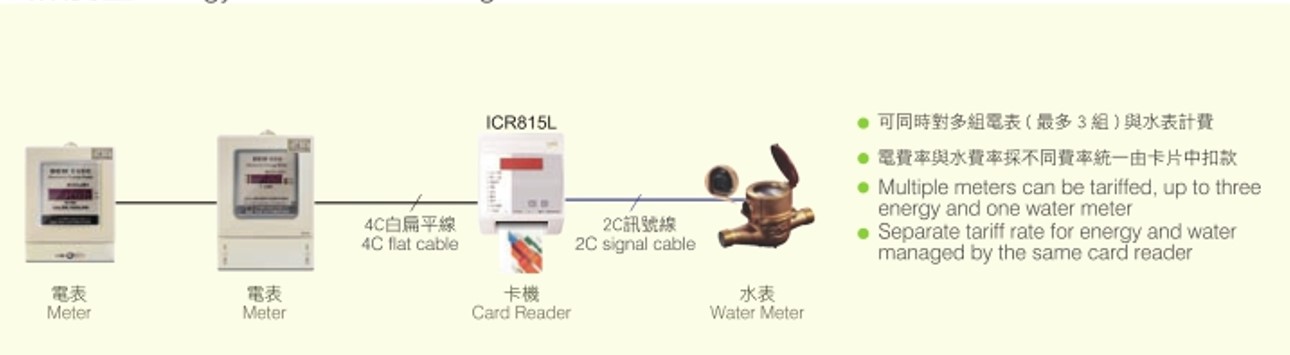 ICR815L
4C白扁平線
4C flat cable
2C訊號線
2C signal cable
電表
Meter
電表
Meter
卡機
Card Reader
水表
Water Meter
可同時對多組電表 ( 最多 3 組 ) 與水表計費
電費率與水費率採不同費率統一由卡片中扣款
Multiple meters can be tariffed, up to three
energy and one water meter
Separate tariff rate for energy and water
managed by the same card reader